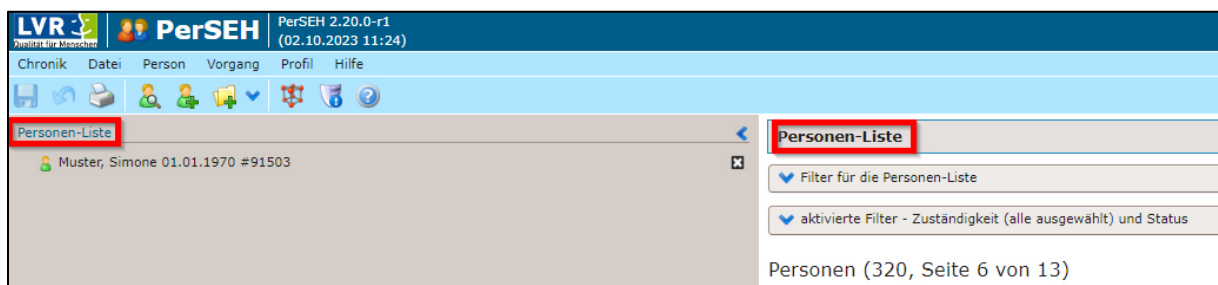 LVR
Qualität für Menschen
PerSEH
PerSEH 2.20.0-r1
(02.10.2023 11:24)
Chronik Datei Person Vorgang Profil Hilfe
Personen-Liste
Muster, Simone 01.01.1970 #91503
Personen-Liste
Filter für die Personen-Liste
aktivierte Filter - Zuständigkeit (alle ausgewählt) und Status
Personen (320, Seite 6 von 13)